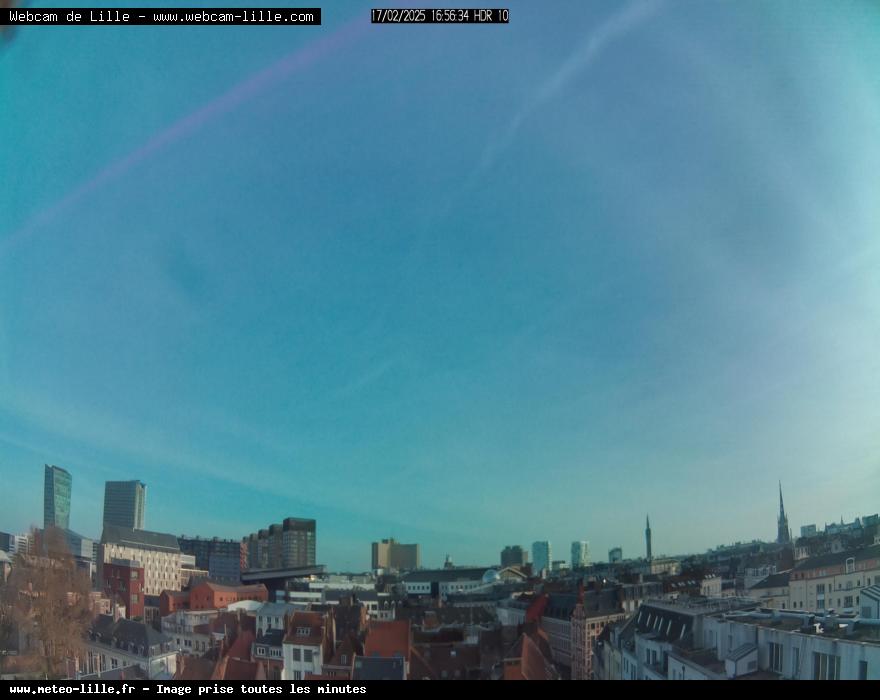 Webcam de Lille - www.webcam-lille.com
17/02/2025 16:56:34 HDR 10
www.meteo-lille.fr - Image prise toutes les minutes